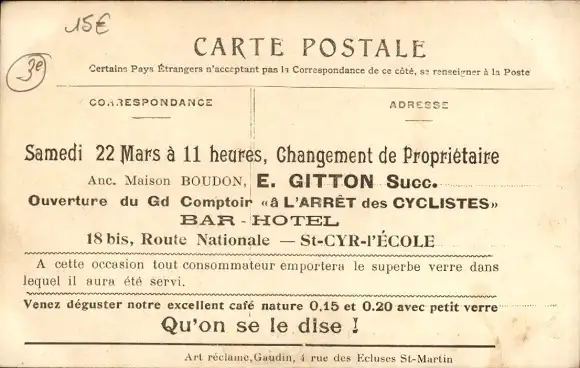 15€
3e
CARTE POSTALE
Certains Pays Étrangers n'acceptant pas la Correspondance de ce côté, se renseigner à la Poste
CORRESPONDANCE
ADRESSE
Samedi 22 Mars à 11 heures, Changement de Propriétaire
Anc. Maison BOUDON, E. GITTON Succ.
Ouverture du Gd Comptoir «à L'ARRÊT des CYCLISTES»
BAR - HOTEL
18 bis, Route Nationale — St-CYR-l'ÉCOLE
A cette occasion tout consommateur emportera le superbe verre dans
lequel il aura été servi.
Venez déguster notre excellent café nature 0,15 et 0.20 avec petit verre
Qu'on se le dise !
Art réclame, Gaudin, 4 rue des Ecluses St-Martin